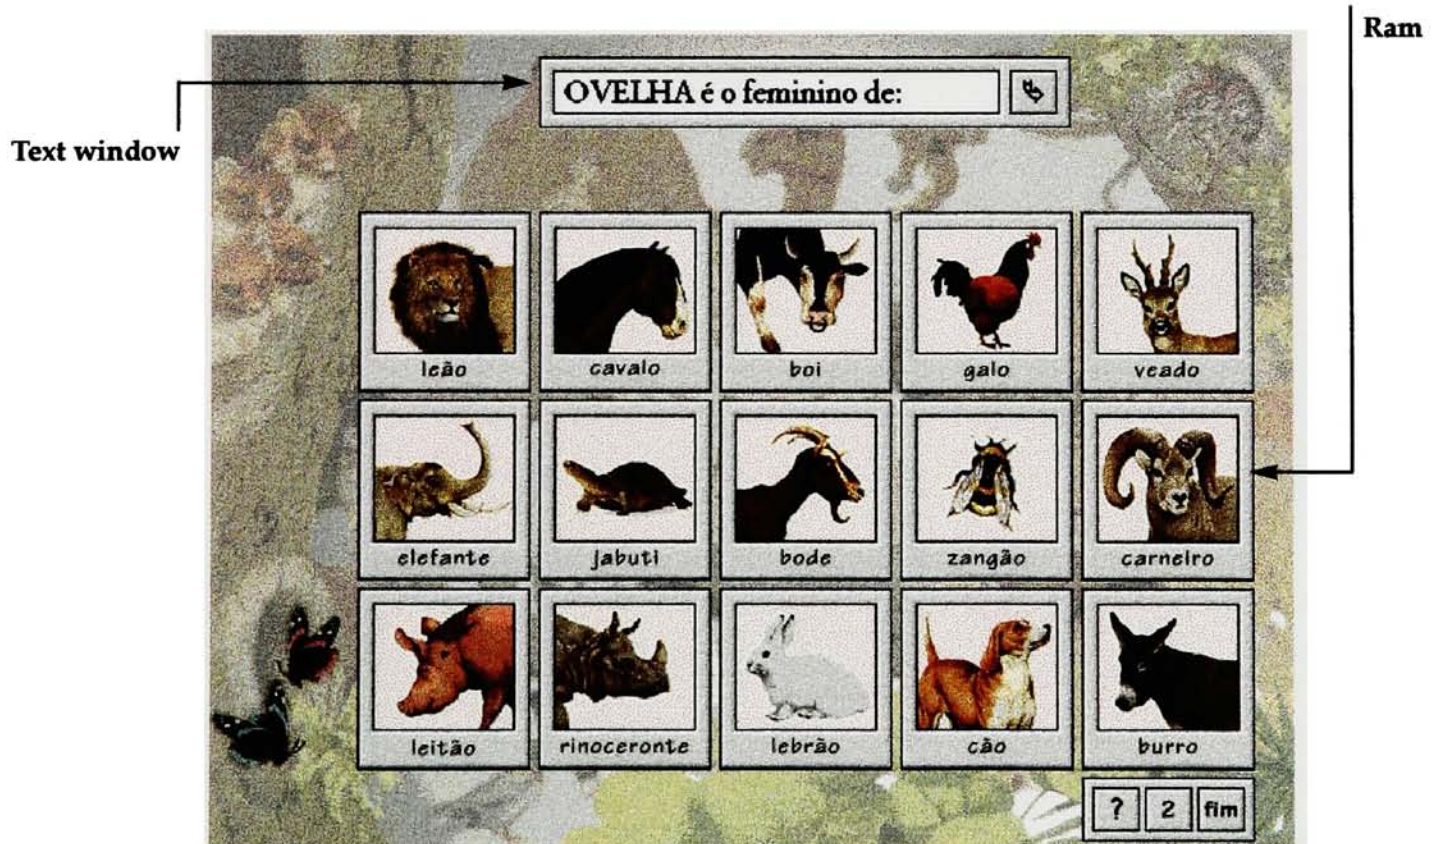 Ram
OVELHA é o feminino de:
Text window
leão cavalo boi galo veado
elefante jabuti bode zangão carneiro
leitão rinoceronte lebrão cão burro
? 2 fim